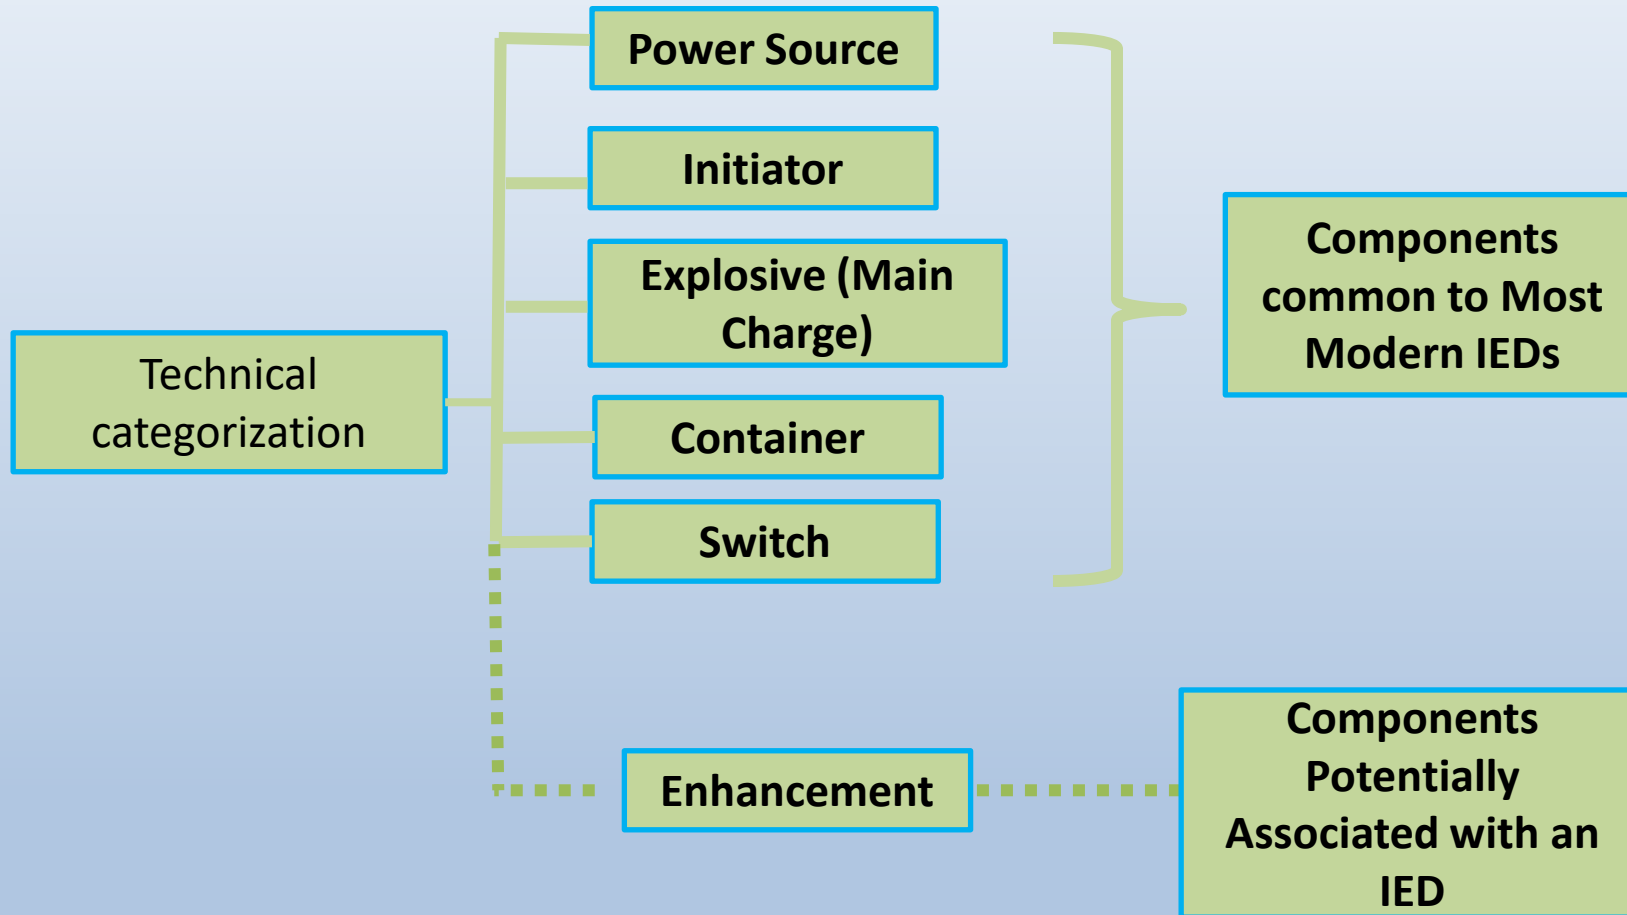 Power Source
Initiator
Explosive (Main
Charge)
Components
common to Most
Modern IEDs
Technical
categorization
Container
Switch
Enhancement
Components
Potentially
Associated with an
IED